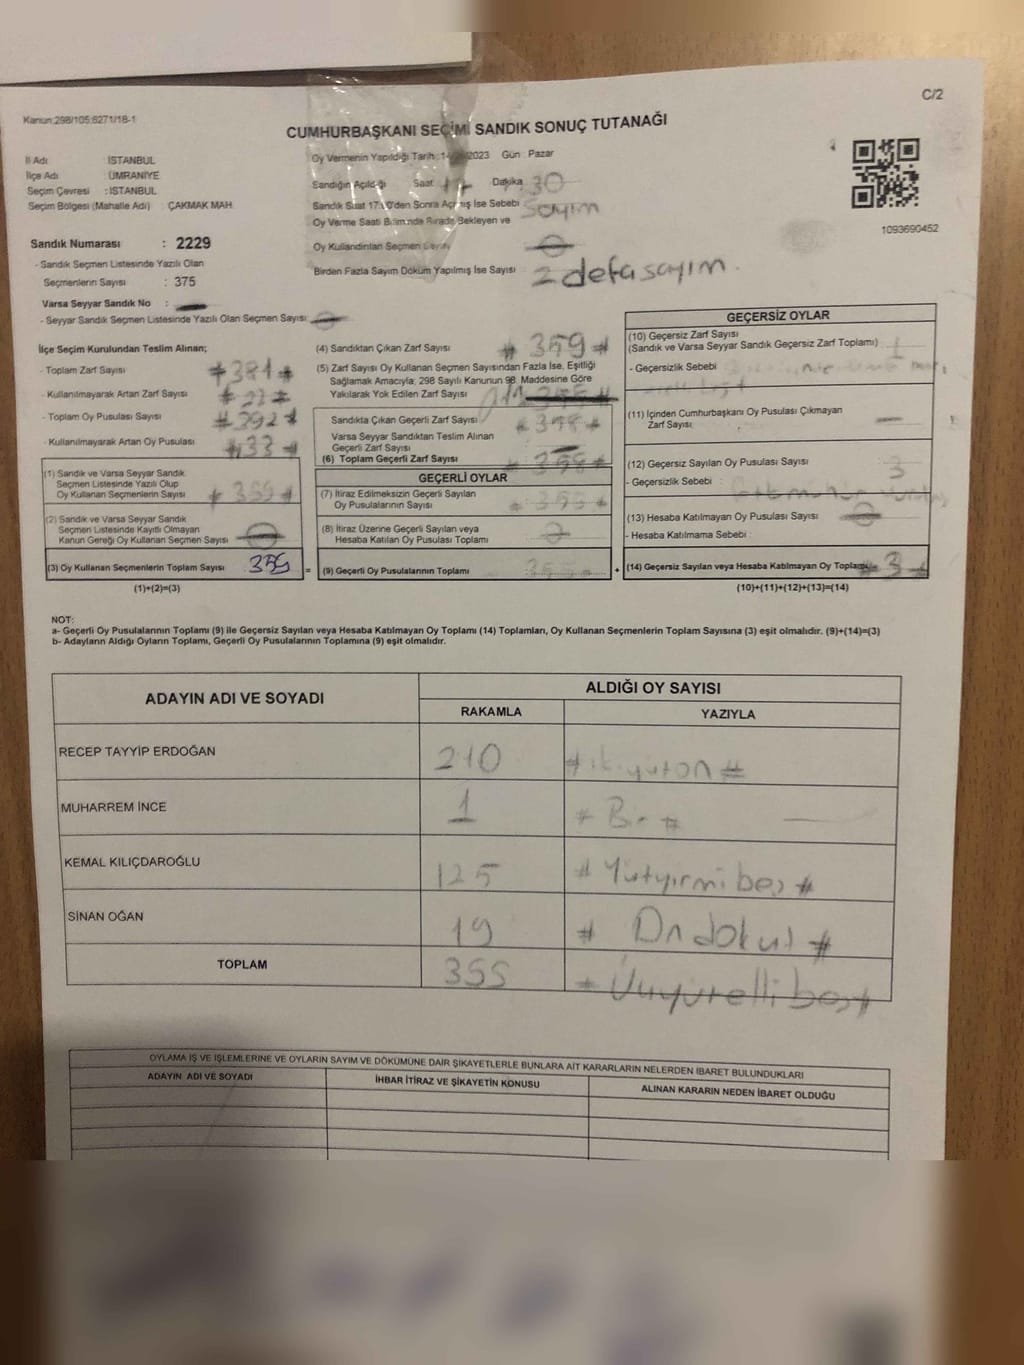 C/2
Kanun:298/105;6271/18-1
CUMHURBAŞKANI SEÇİMİ SANDIK SONUÇ TUTANAĞI
İl Adı : İSTANBUL
İlçe Adı : ÜMRANİYE
Seçim Çevresi : İSTANBUL
Seçim Bölgesi (Mahalle Adı) : ÇAKMAK MAH.
Sandık Numarası : 2229
- Sandık Seçmen Listesinde Yazılı Olan
Seçmenlerin Sayısı : 375
Varsa Seyyar Sandık No :
- Seyyar Sandık Seçmen Listesinde Yazılı Olan Seçmen Sayısı:
Oy Vermenin Yapıldığı Tarih : 2023 Gün : Pazar
Sandığın Açıldığı Saat : 17 Dakika : 30
Sandık Saat 17:00'den Sonra Açılmış İse Sebebi : Sayım
Oy Verme Saati Bitiminde Sırada Bekleyen ve
Oy Kullandırılan Seçmen Sayısı
Birden Fazla Sayım Döküm Yapılmış İse Sayısı : 2 defa sayım.
1093690452
İlçe Seçim Kurulundan Teslim Alınan;
- Toplam Zarf Sayısı : #381#
- Kullanılmayarak Artan Zarf Sayısı
- Toplam Oy Pusulası Sayısı : #392#
- Kullanılmayarak Artan Oy Pusulası : #33#
(1) Sandık ve Varsa Seyyar Sandık
Seçmen Listesinde Yazılı Olup
Oy Kullanan Seçmenlerin Sayısı : # 359 #
(2) Sandık ve Varsa Seyyar Sandık
Seçmen Listesinde Kayıtlı Olmayan
Kanun Gereği Oy Kullanan Seçmen Sayısı :
(3) Oy Kullanan Seçmenlerin Toplam Sayısı : 359
(1)+(2)=(3)
(4) Sandıktan Çıkan Zarf Sayısı : # 359 #
(5) Zarf Sayısı Oy Kullanan Seçmen Sayısından Fazla İse, Eşitliği
Sağlamak Amacıyla; 298 Sayılı Kanunun 98. Maddesine Göre
Yakılarak Yok Edilen Zarf Sayısı
Sandıkta Çıkan Geçerli Zarf Sayısı : # 358 #
Varsa Seyyar Sandıktan Teslim Alınan
Geçerli Zarf Sayısı
(6) Toplam Geçerli Zarf Sayısı : # 358 #
GEÇERLİ OYLAR
(7) İtiraz Edilmeksizin Geçerli Sayılan
Oy Pusulalarının Sayısı : # 355 #
(8) İtiraz Üzerine Geçerli Sayılan veya
Hesaba Katılan Oy Pusulası Toplamı
(9) Geçerli Oy Pusulalarının Toplamı : 355
GEÇERSİZ OYLAR
(10) Geçersiz Zarf Sayısı
(Sandık ve Varsa Seyyar Sandık Geçersiz Zarf Toplamı) : 1
- Geçersizlik Sebebi :
(11) İçinden Cumhurbaşkanı Oy Pusulası Çıkmayan
Zarf Sayısı :
(12) Geçersiz Sayılan Oy Pusulası Sayısı : 3
- Geçersizlik Sebebi :
(13) Hesaba Katılmayan Oy Pusulası Sayısı :
- Hesaba Katılmama Sebebi :
(14) Geçersiz Sayılan veya Hesaba Katılmayan Oy Toplamı # 3 #
(10)+(11)+(12)+(13)=(14)
NOT:
a- Geçerli Oy Pusulalarının Toplamı (9) ile Geçersiz Sayılan veya Hesaba Katılmayan Oy Toplamı (14) Toplamları, Oy Kullanan Seçmenlerin Toplam Sayısına (3) eşit olmalıdır. (9)+(14)=(3)
b- Adayların Aldığı Oyların Toplamı, Geçerli Oy Pusulalarının Toplamına (9) eşit olmalıdır.
ADAYIN ADI VE SOYADI ALDIĞI OY SAYISI
RAKAMLA YAZIYLA
RECEP TAYYİP ERDOĞAN 210 # ikiyüzon #
MUHARREM İNCE 1 # Bir #
KEMAL KILIÇDAROĞLU 125 # Yüzyirmi beş #
SİNAN OĞAN 19 # Ondokuz #
TOPLAM 355 # Üçyüzelli beş #
OYLAMA İŞ VE İŞLEMLERİNE VE OYLARIN SAYIM VE DÖKÜMÜNE DAİR ŞİKAYETLERLE BUNLARA AİT KARARLARIN NELERDEN İBARET BULUNDUKLARI
ADAYIN ADI VE SOYADI İHBAR İTİRAZ VE ŞİKAYETİN KONUSU ALINAN KARARIN NEDEN İBARET OLDUĞU